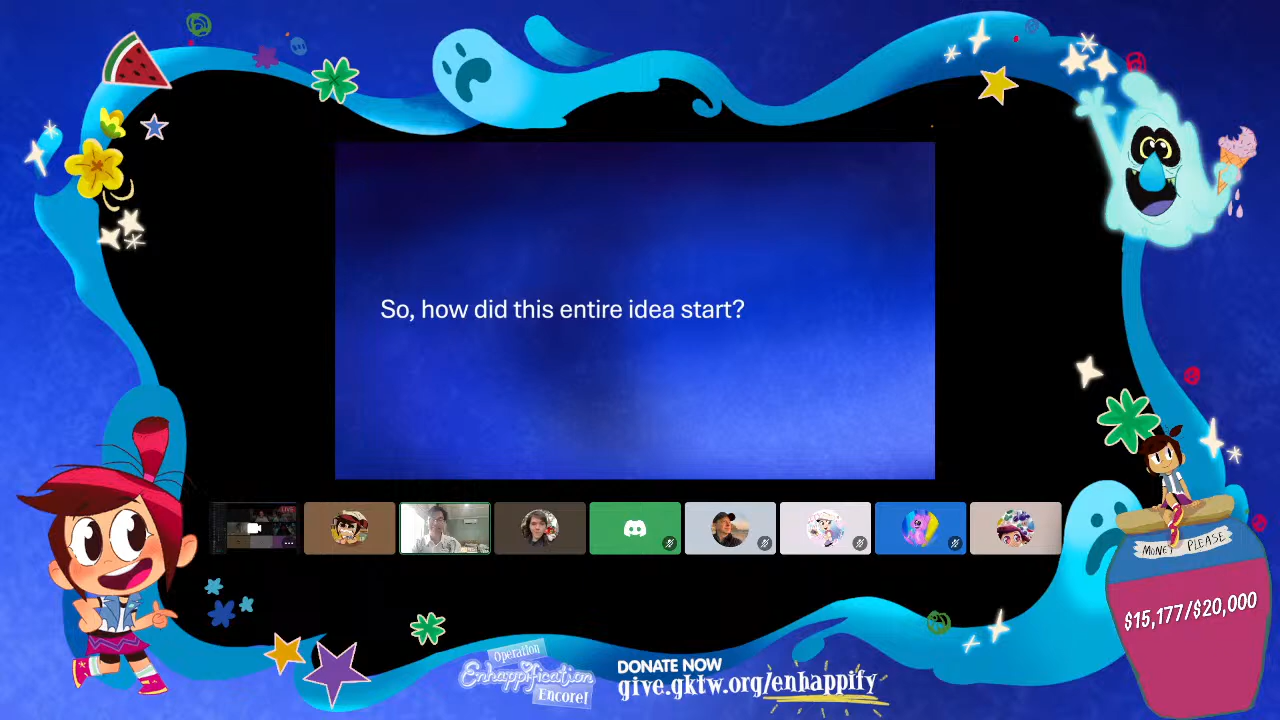 So, how did this entire idea start?
LIVE
MONEY PLEASE
$15,177/$20,000
Operation
Enhappification
Encore!
DONATE NOW
give.gktw.org/enhappify